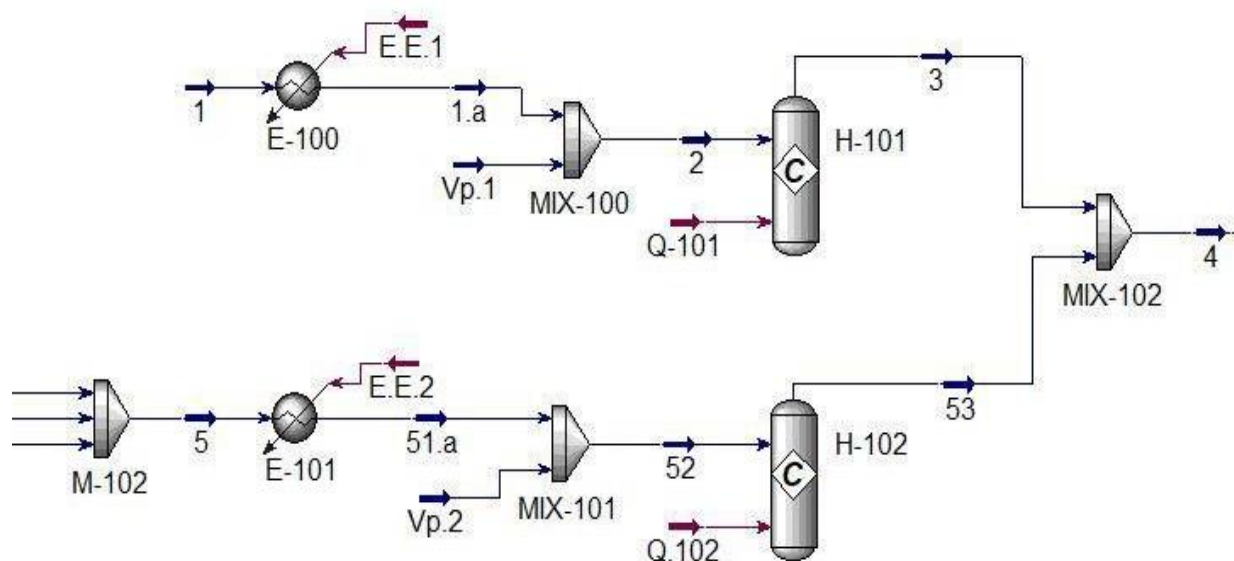 E.E.1
3
1
1.a
E-100
H-101
2
Vp.1
MIX-100
C
Q-101
4
MIX-102
E.E.2
53
5
51.a
E-101
H-102
52
M-102
MIX-101
C
Vp.2
Q.102